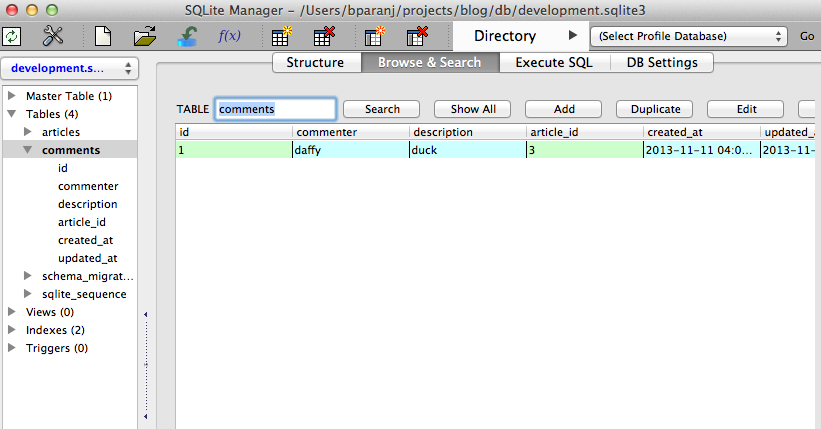 SQLite Manager – /Users/bparanj/projects/blog/db/development.sqlite3
f(x) Directory (Select Profile Database) Go
development.s...
Structure Browse & Search Execute SQL DB Settings
Master Table (1)
Tables (4)
articles
comments
id
commenter
description
article_id
created_at
updated_at
schema_migrat...
sqlite_sequence
Views (0)
Indexes (2)
Triggers (0)
TABLE comments Search Show All Add Duplicate Edit
id commenter description article_id created_at updated_a
1 daffy duck 3 2013-11-11 04:0... 2013-11-